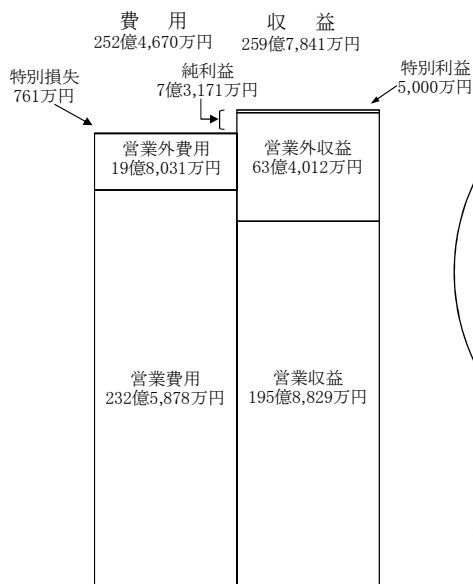 費　用
252億4,670万円
収　益
259億7,841万円
特別損失
761万円
純利益
7億3,171万円
特別利益
5,000万円
営業外費用
19億8,031万円
営業外収益
63億4,012万円
営業費用
232億5,878万円
営業収益
195億8,829万円